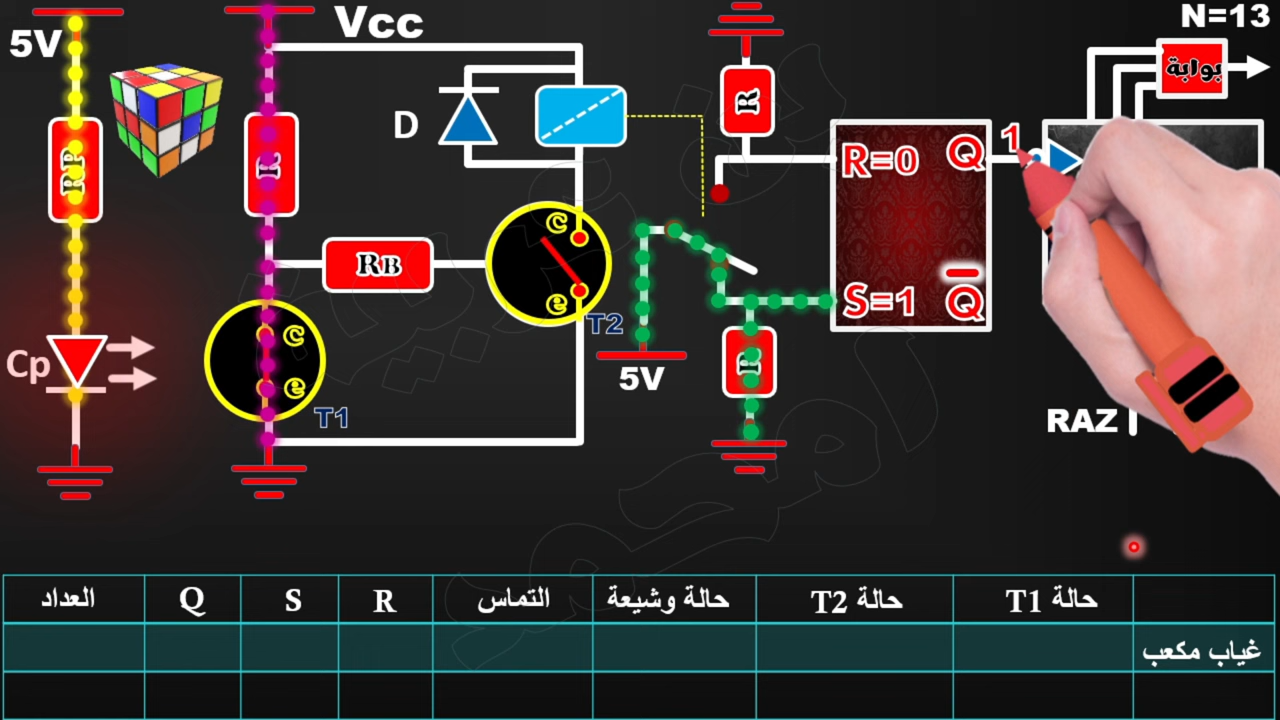 N=13
5V
Vcc
بوابة
D
R
RP
R
R=0
Q
1
C
RB
C
e
T2
S=1
Q
Cp
C
e
5V
R
T1
RAZ
العداد
Q
S
R
التماس
حالة وشيعة
حالة T2
حالة T1
غياب مكعب